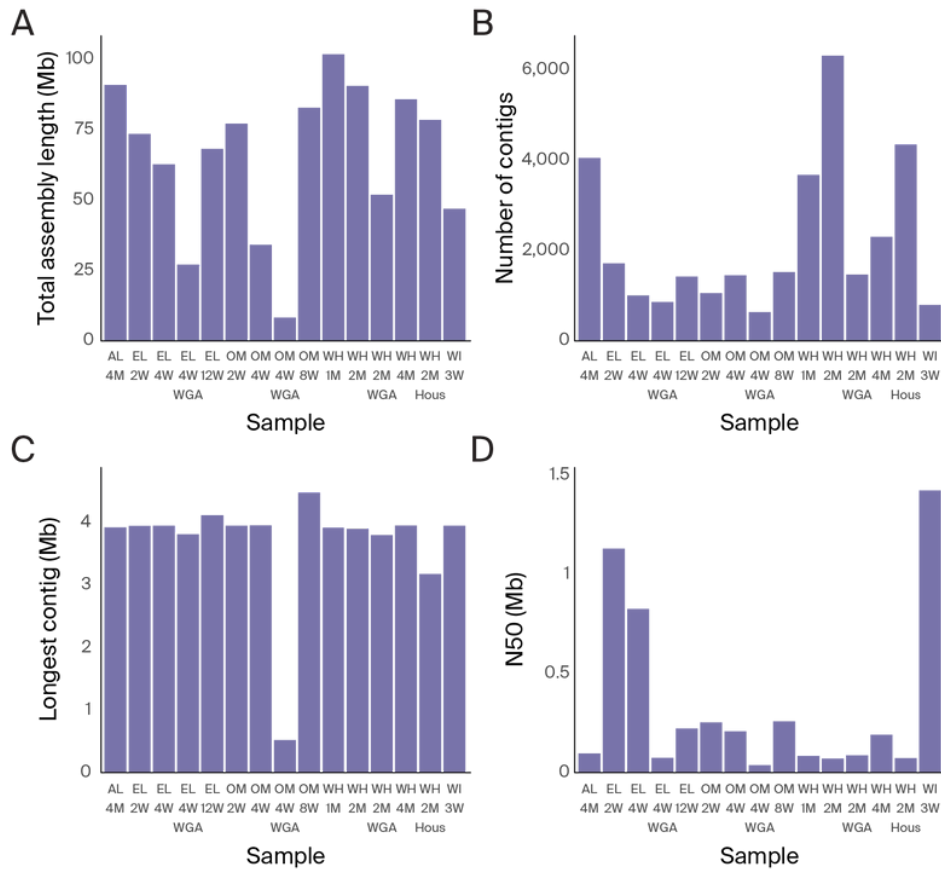 A
Total assembly length (Mb)
100
75
50
25
0
AL EL EL EL EL OM OM OM OM WH WH WH WH WH WI
4M 2W 4W 4W 12W 2W 4W 4W 8W 1M 2M 2M 4M 2M 3W
WGA WGA WGA Hous
Sample
B
Number of contigs
6,000
4,000
2,000
0
AL EL EL EL EL OM OM OM OM WH WH WH WH WH WI
4M 2W 4W 4W 12W 2W 4W 4W 8W 1M 2M 2M 4M 2M 3W
WGA WGA WGA Hous
Sample
C
Longest contig (Mb)
4
3
2
1
0
AL EL EL EL EL OM OM OM OM WH WH WH WH WH WI
4M 2W 4W 4W 12W 2W 4W 4W 8W 1M 2M 2M 4M 2M 3W
WGA WGA WGA Hous
Sample
D
N50 (Mb)
1.5
1
0.5
0
AL EL EL EL EL OM OM OM OM WH WH WH WH WH WI
4M 2W 4W 4W 12W 2W 4W 4W 8W 1M 2M 2M 4M 2M 3W
WGA WGA WGA Hous
Sample